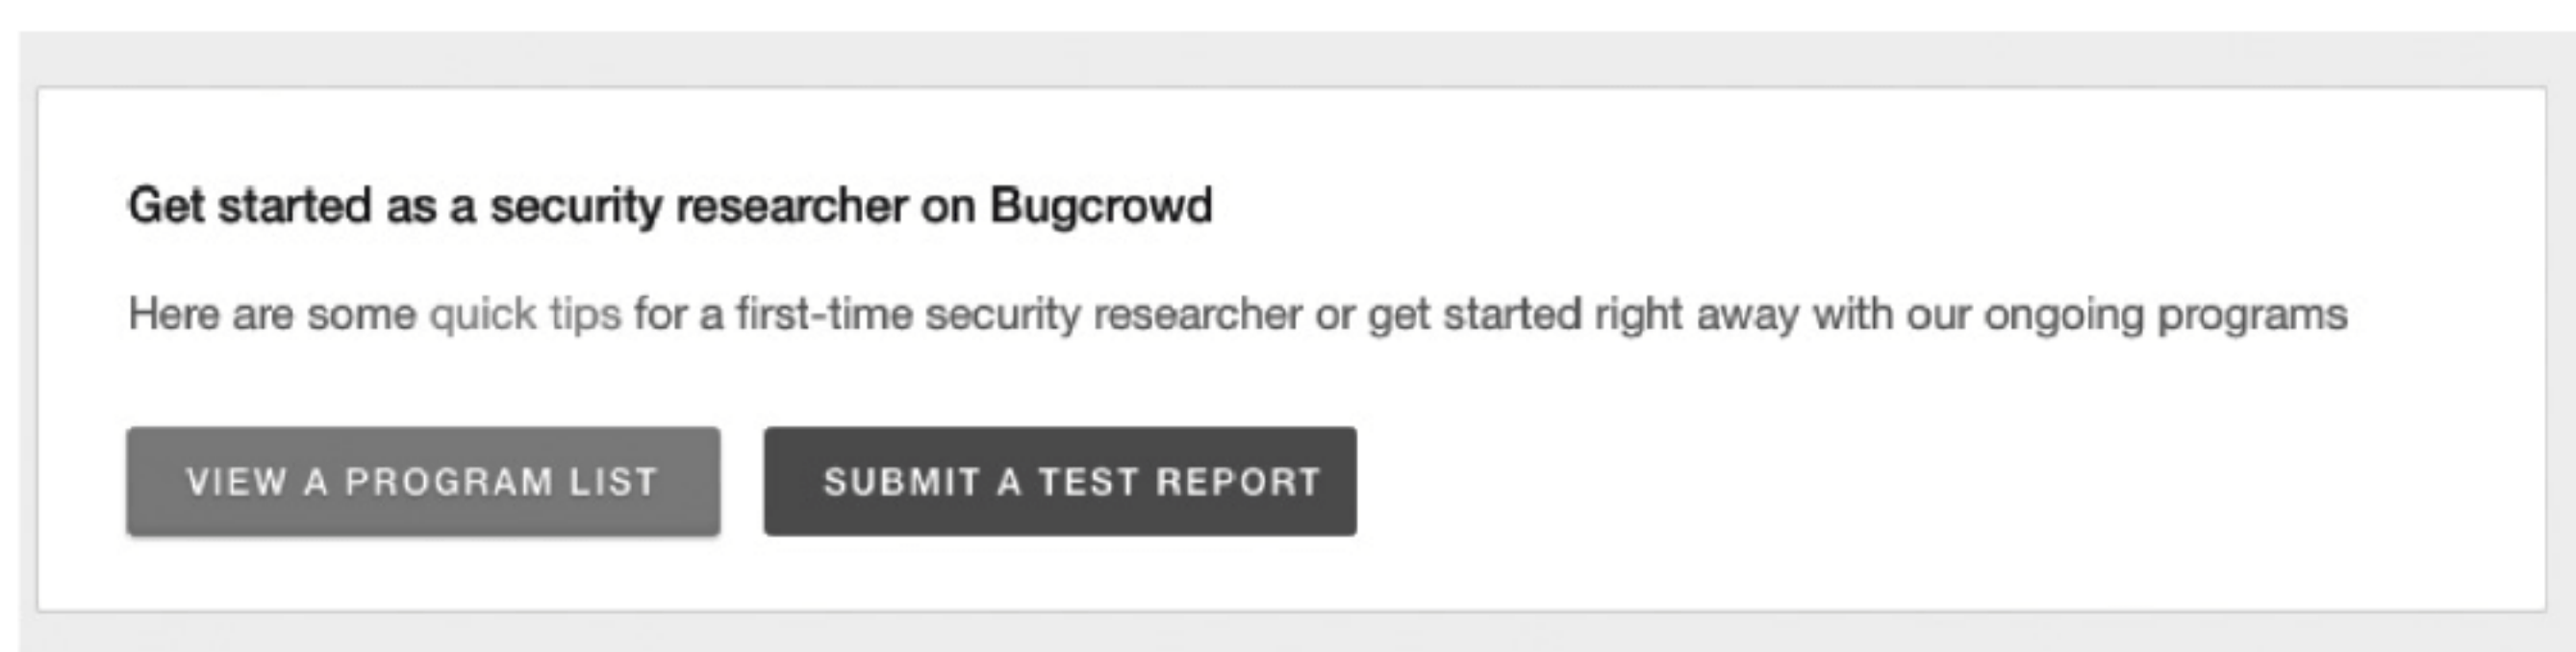 Get started as a security researcher on Bugcrowd
Here are some quick tips for a first-time security researcher or get started right away with our ongoing programs
VIEW A PROGRAM LIST
SUBMIT A TEST REPORT